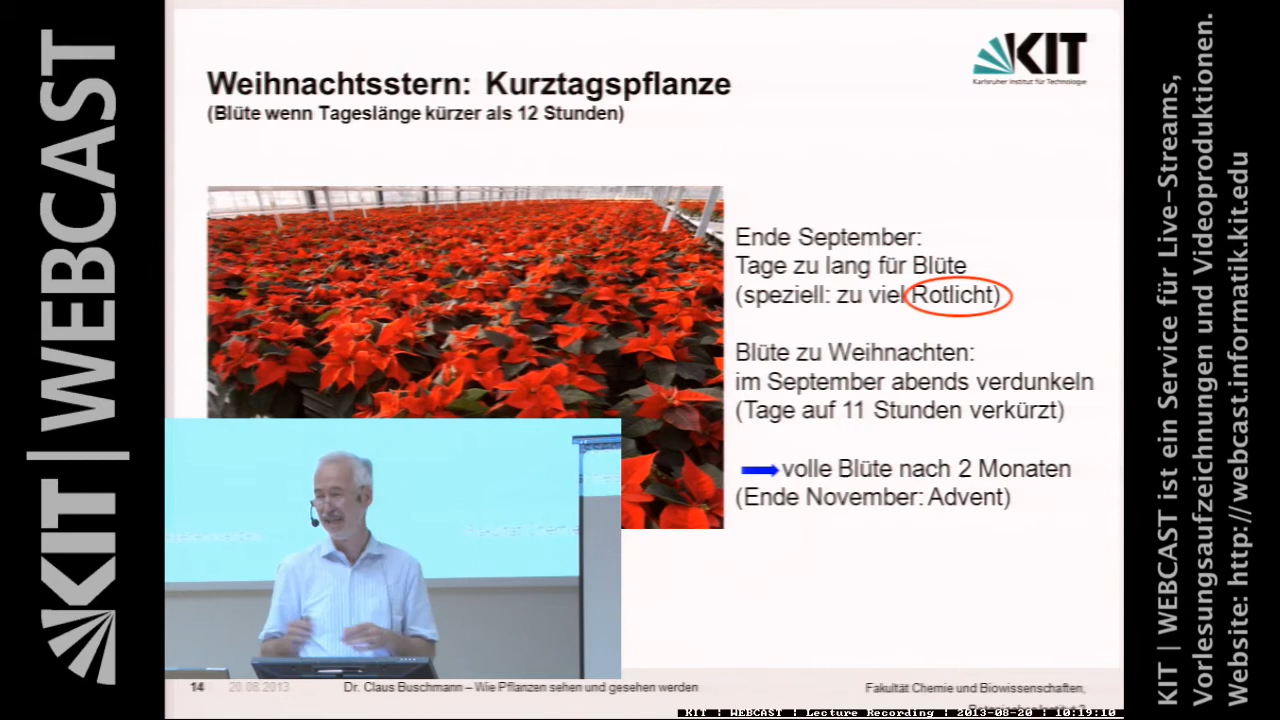 KIT | WEBCAST
KIT
Karlsruher Institut für Technologie
Weihnachtsstern: Kurztagspflanze
(Blüte wenn Tageslänge kürzer als 12 Stunden)
Ende September:
Tage zu lang für Blüte
(speziell: zu viel Rotlicht)
Blüte zu Weihnachten:
im September abends verdunkeln
(Tage auf 11 Stunden verkürzt)
volle Blüte nach 2 Monaten
(Ende November: Advent)
14 20.08.2013 Dr. Claus Buschmann – Wie Pflanzen sehen und gesehen werden
Fakultät Chemie und Biowissenschaften,
KIT : WEBCAST : Lecture Recording : 2013-08-20 : 10:19:10
KIT | WEBCAST ist ein Service für Live-Streams,
Vorlesungsaufzeichnungen und Videoproduktionen.
Website: http://webcast.informatik.kit.edu